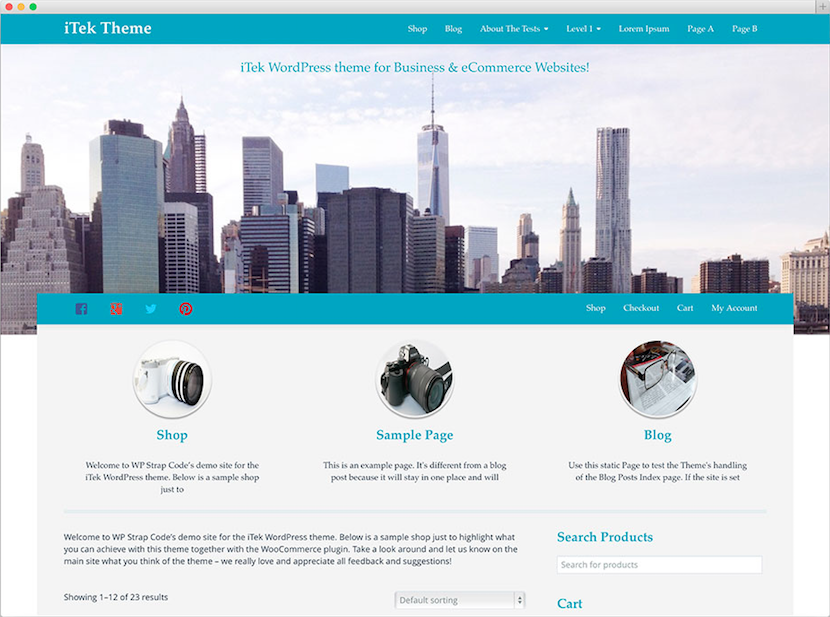 iTek Theme
Shop Blog About The Tests Level 1 Lorem Ipsum Page A Page B
iTek WordPress theme for Business & eCommerce Websites!
Shop Checkout Cart My Account
Shop
Welcome to WP Strap Code's demo site for the
iTek WordPress theme. Below is a sample shop
just to
Sample Page
This is an example page. It's different from a blog
post because it will stay in one place and will
Blog
Use this static Page to test the Theme's handling
of the Blog Posts Index page. If the site is set
Welcome to WP Strap Code's demo site for the iTek WordPress theme. Below is a sample shop just to highlight what
you can achieve with this theme together with the WooCommerce plugin. Take a look around and let us know on the
main site what you think of the theme – we really love and appreciate all feedback and suggestions!
Showing 1–12 of 23 results
Default sorting
Search Products
Search for products
Cart